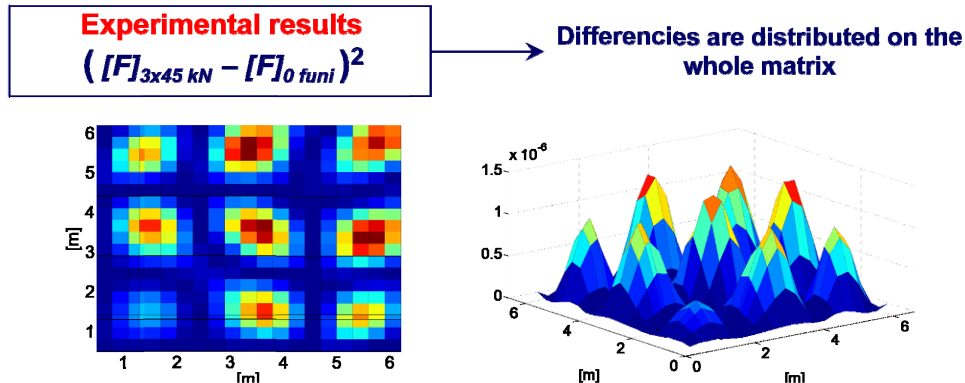 Experimental results
( [F]3x45 kN – [F]0 funi )2
Differencies are distributed on the
whole matrix
6
5
4
3
2
1
[m]
1 2 3 4 5 6
[m]
x 10-6
1.5
1
0.5
0
6
4
2
0
[m]
0
2
4
6
[m]